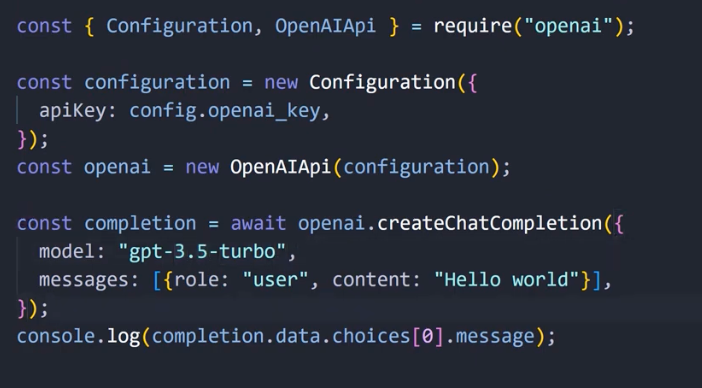 const { Configuration, OpenAIApi } = require("openai");
const configuration = new Configuration({
apiKey: config.openai_key,
});
const openai = new OpenAIApi(configuration);
const completion = await openai.createChatCompletion({
model: "gpt-3.5-turbo",
messages: [{role: "user", content: "Hello world"}],
});
console.log(completion.data.choices[0].message);